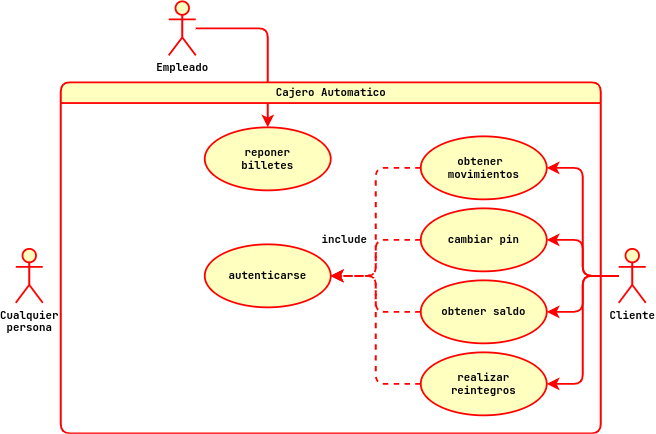 Empleado
Cajero Automatico
reponer
billetes
obtener
movimientos
include
cambiar pin
autenticarse
Cualquier
persona
obtener saldo
Cliente
realizar
reintegros